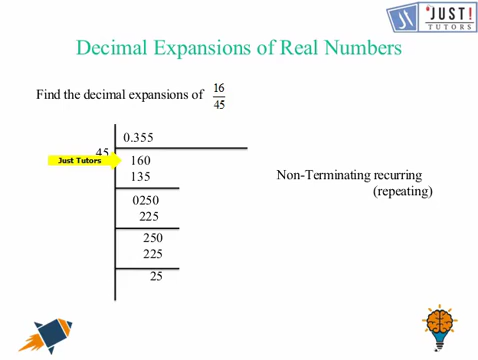 JUST!
TUTORS
Decimal Expansions of Real Numbers
Find the decimal expansions of 16/45
0.355
45
Just Tutors
160
135
Non-Terminating recurring
(repeating)
0250
225
250
225
25